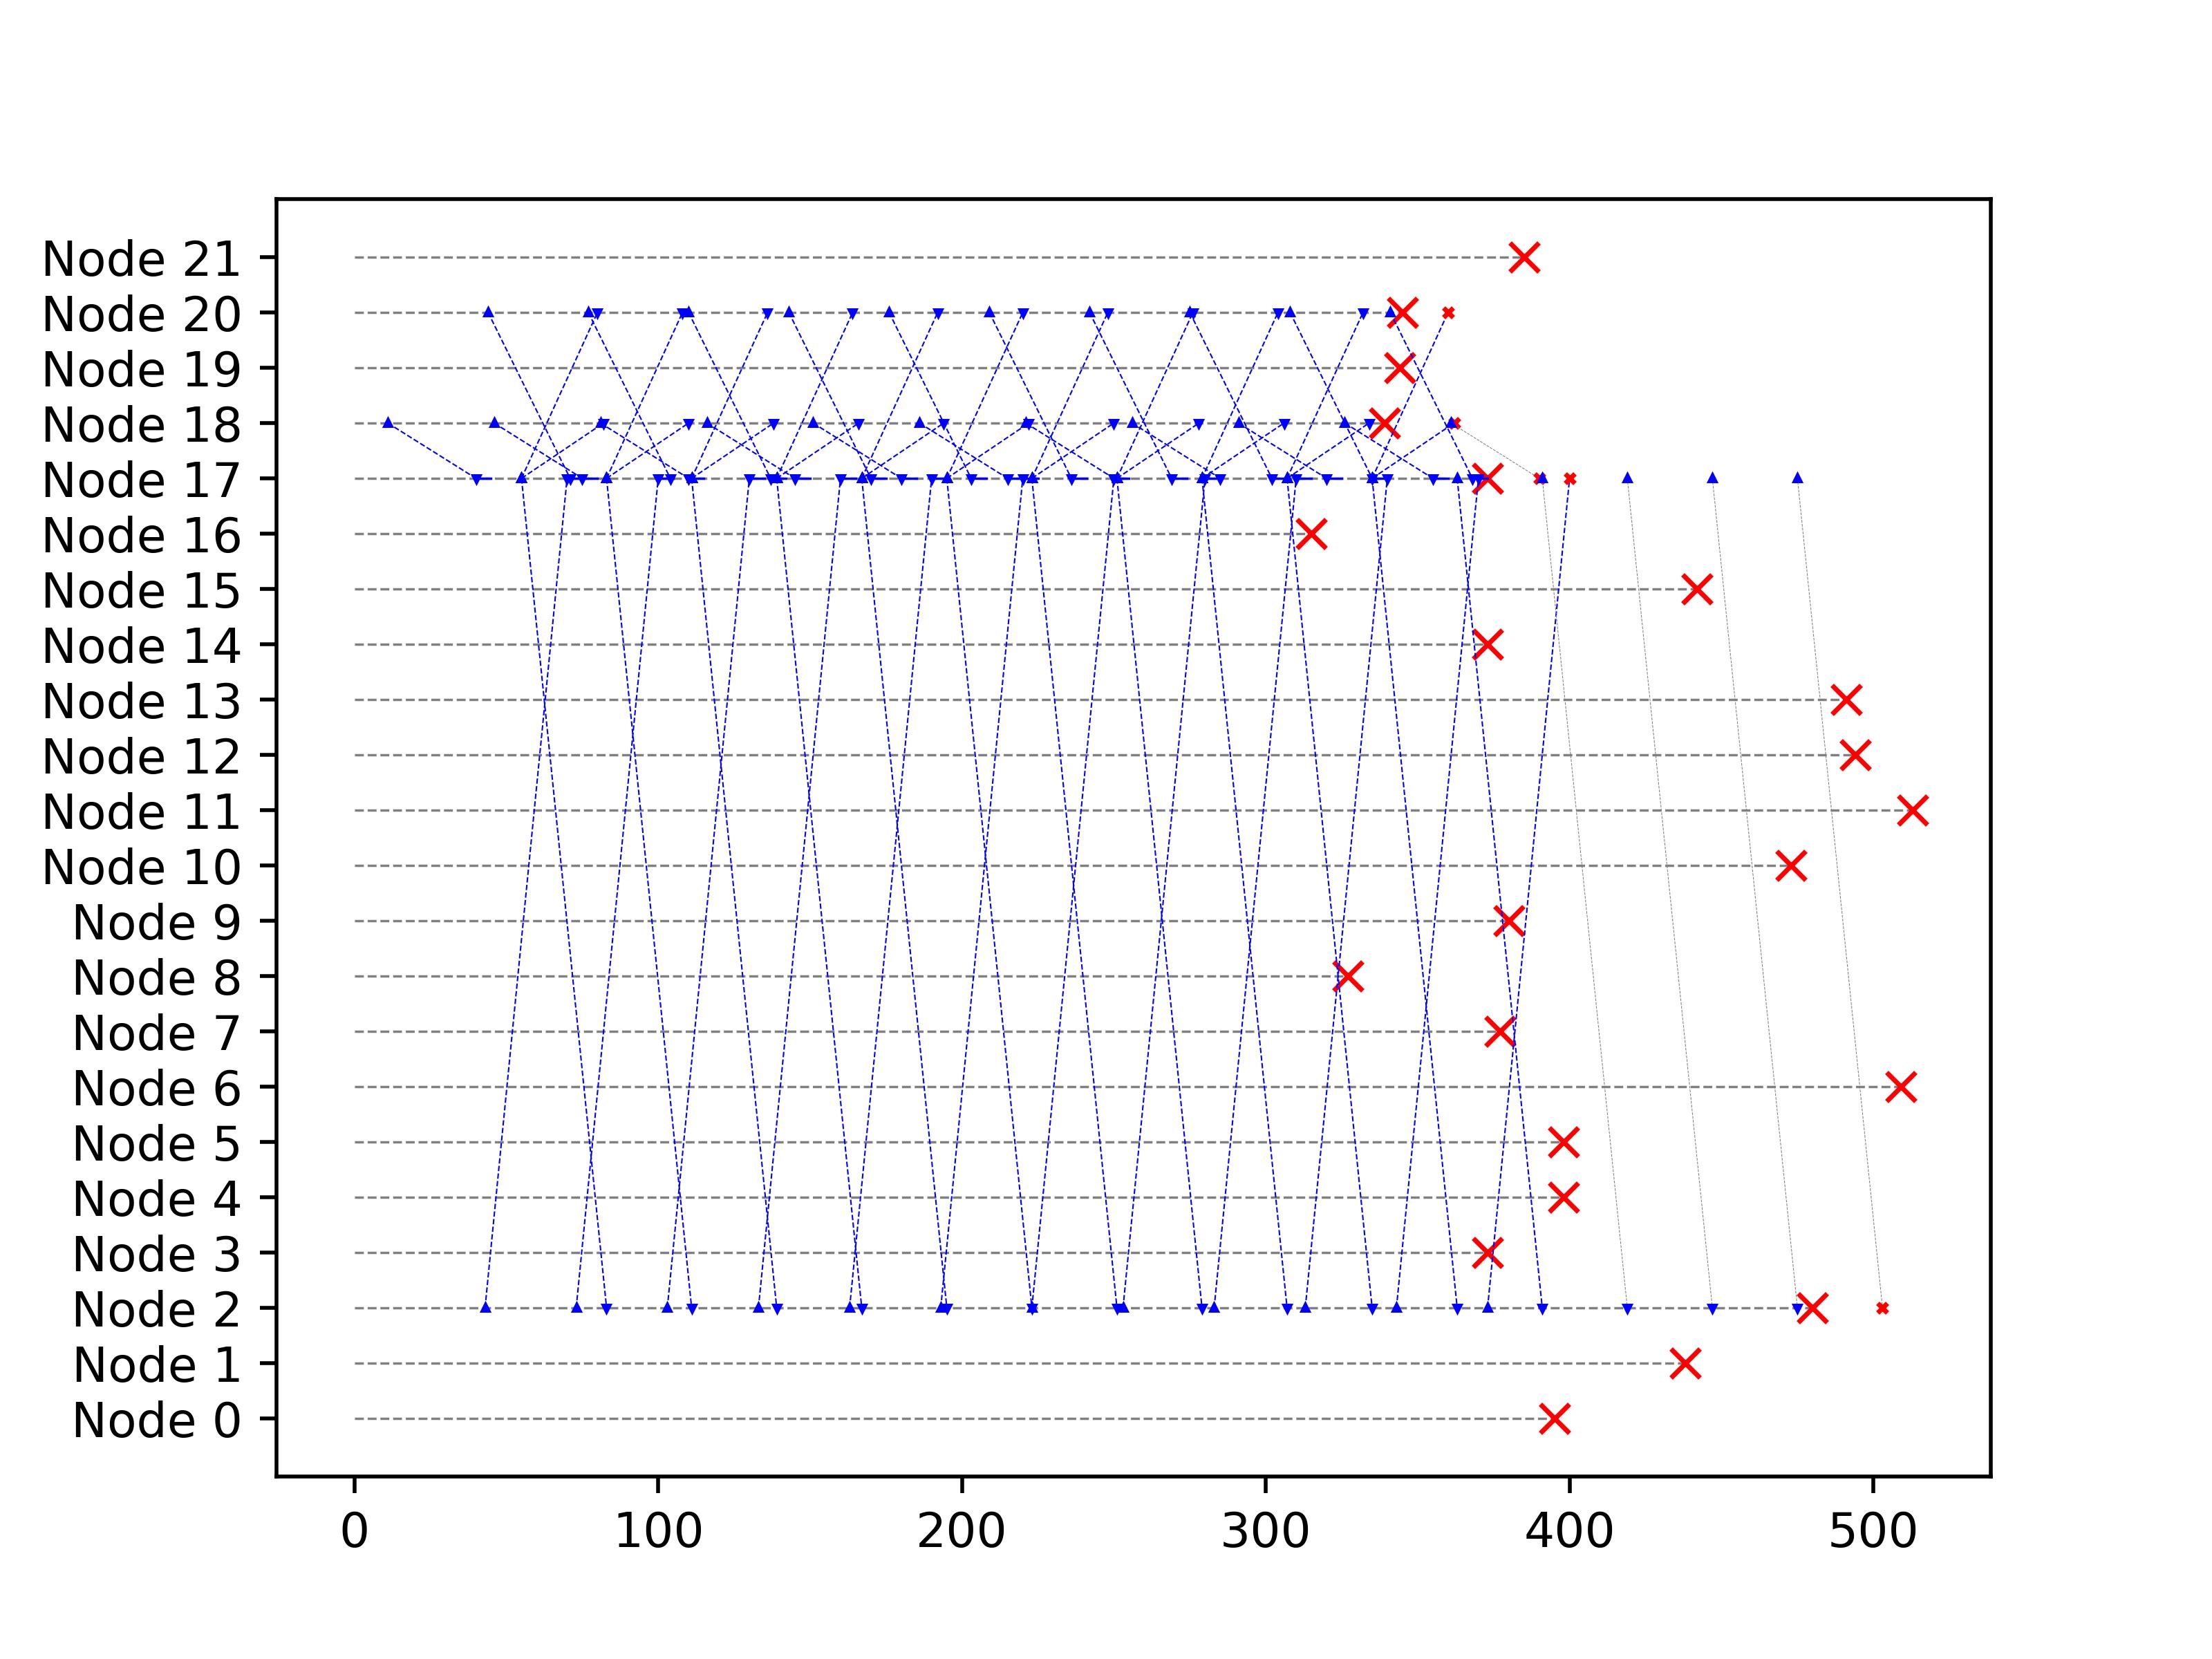 Node 21
Node 20
Node 19
Node 18
Node 17
Node 16
Node 15
Node 14
Node 13
Node 12
Node 11
Node 10
Node 9
Node 8
Node 7
Node 6
Node 5
Node 4
Node 3
Node 2
Node 1
Node 0
0 100 200 300 400 500